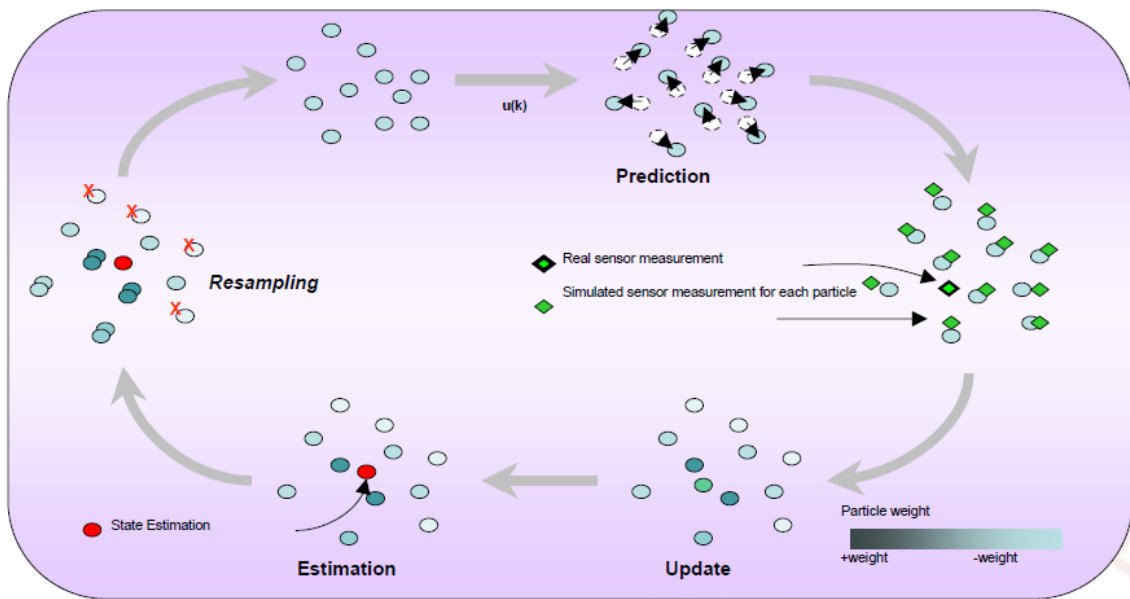 u(k)
Prediction
X
X
X
X
Resampling
Real sensor measurement
Simulated sensor measurement for each particle
State Estimation
Particle weight
+weight -weight
Estimation
Update